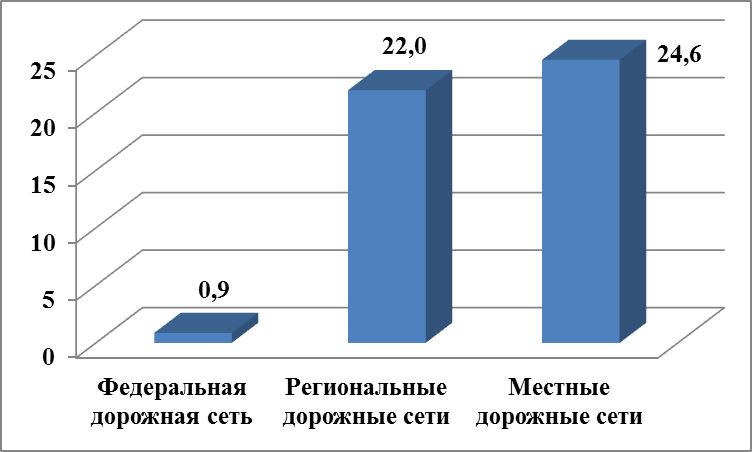 25
20
15
10
5
0
0,9
22,0
24,6
Федеральная
дорожная сеть
Региональные
дорожные сети
Местные
дорожные сети